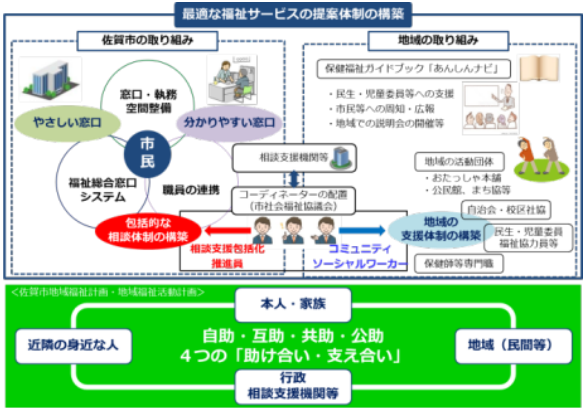 最適な福祉サービスの提案体制の構築
佐賀市の取り組み
窓口・執務
空間整備
やさしい窓口
分かりやすい窓口
市民
福祉総合窓口
システム
職員の連携
包括的な
相談体制の構築
相談支援機関等
コーディネーターの配置
（市社会福祉協議会）
相談支援包括化
推進員
コミュニティ
ソーシャルワーカー
地域の取り組み
保健福祉ガイドブック「あんしんナビ」
・民生・児童委員等への支援
・市民等への周知・広報
・地域での説明会の開催等
地域の活動団体
・おたっしゃ本舗
・公民館、まち協等
自治会・校区社協
地域の
支援体制の構築
民生・児童委員
福祉協力員等
保健師等専門職
＜佐賀市地域福祉計画・地域福祉活動計画＞
本人・家族
近隣の身近な人
自助・互助・共助・公助
４つの「助け合い・支え合い」
地域（民間等）
行政
相談支援機関等